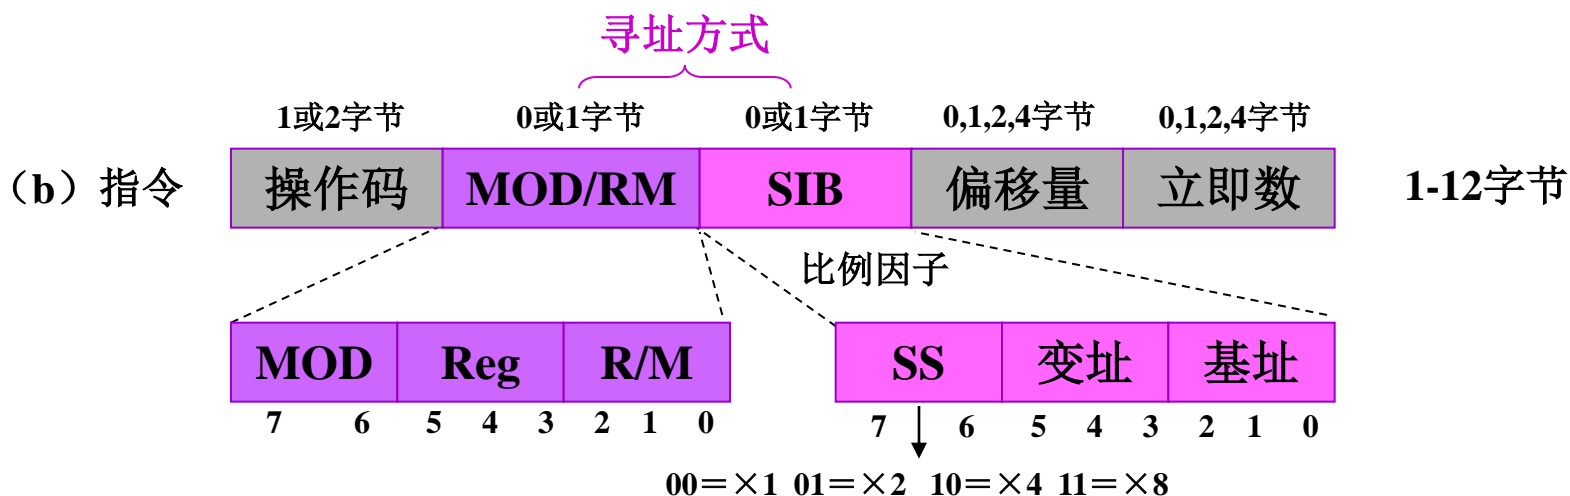 寻址方式
1或2字节 0或1字节 0或1字节 0,1,2,4字节 0,1,2,4字节
（b）指令 操作码 MOD/RM SIB 偏移量 立即数 1-12字节
比例因子
MOD Reg R/M SS 变址 基址
7 6 5 4 3 2 1 0 7 6 5 4 3 2 1 0
00＝×1 01＝×2 10＝×4 11＝×8